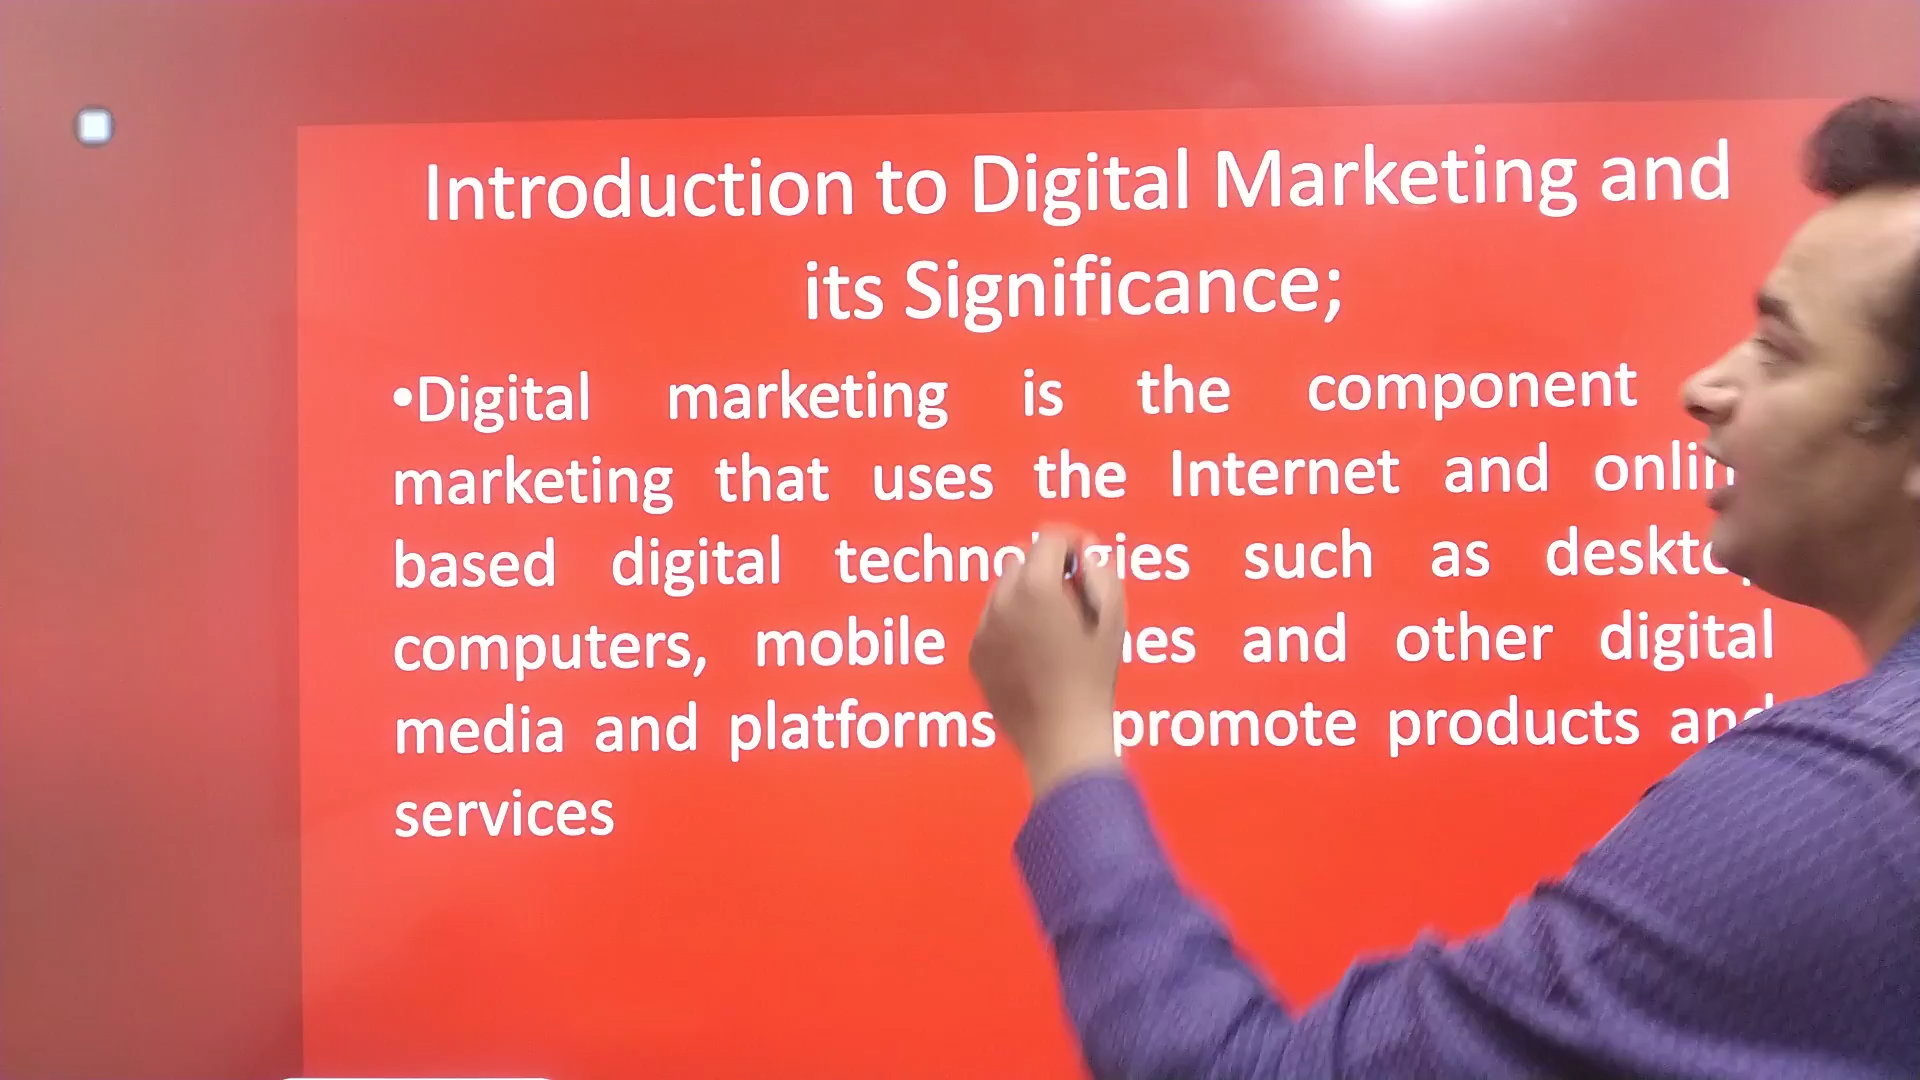 Introduction to Digital Marketing and
its Significance;
•Digital marketing is the component
marketing that uses the Internet and
based digital such as
computers, mobile and other digital
media and platforms promote products and
services